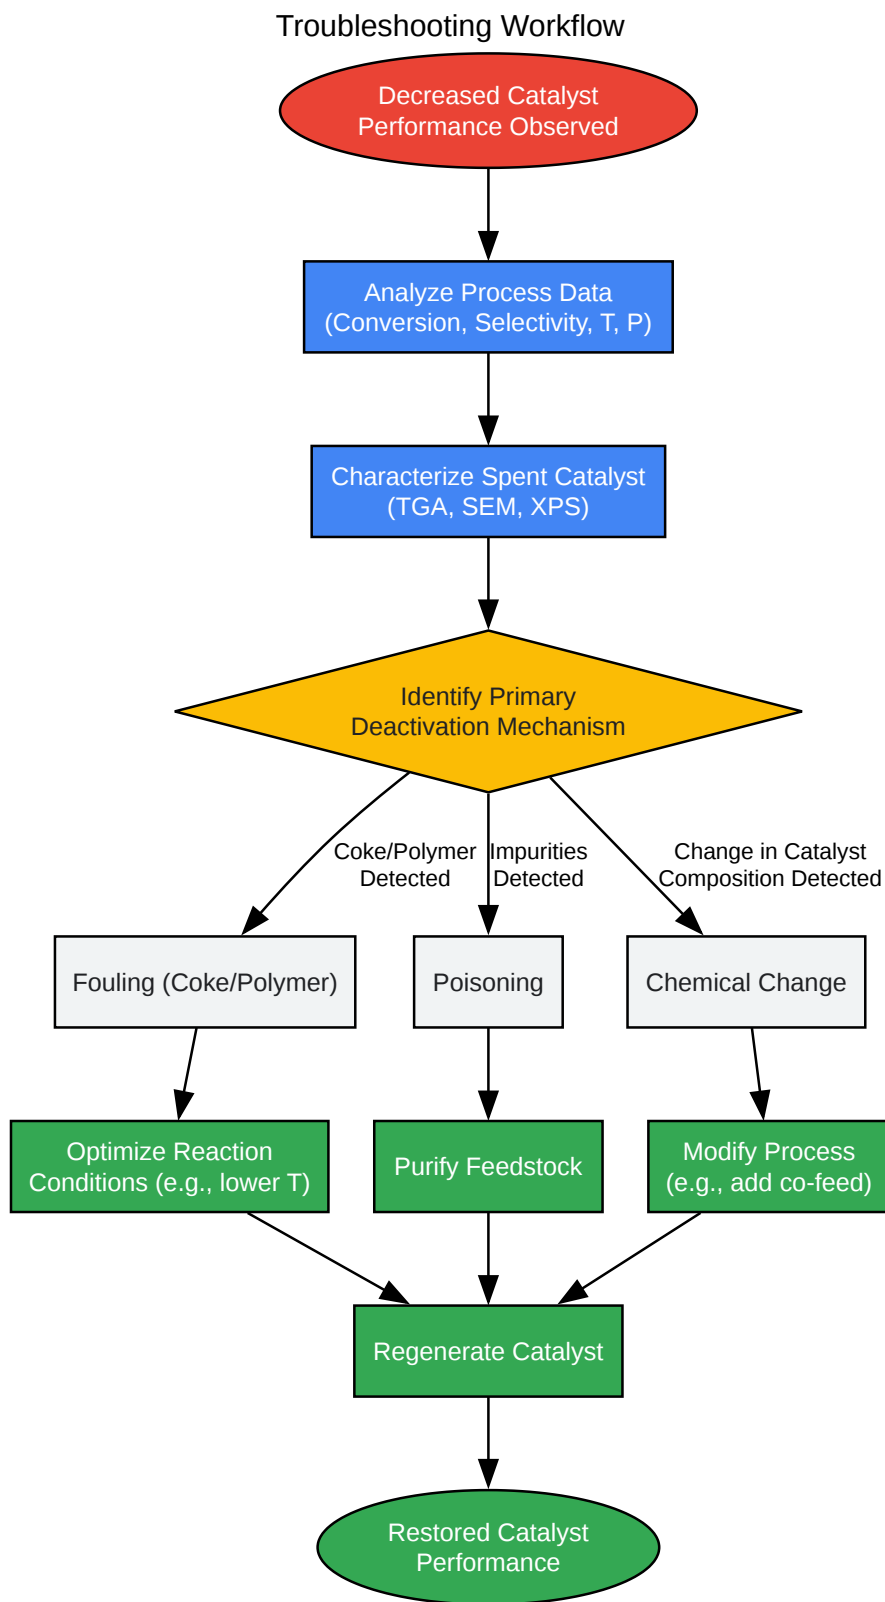 Troubleshooting Workflow
Decreased Catalyst
Performance Observed
Analyze Process Data
(Conversion, Selectivity, T, P)
Characterize Spent Catalyst
(TGA, SEM, XPS)
Identify Primary
Deactivation Mechanism
Coke/Polymer
Detected
Impurities
Detected
Change in Catalyst
Composition Detected
Fouling (Coke/Polymer)
Poisoning
Chemical Change
Optimize Reaction
Conditions (e.g., lower T)
Purify Feedstock
Modify Process
(e.g., add co-feed)
Regenerate Catalyst
Restored Catalyst
Performance